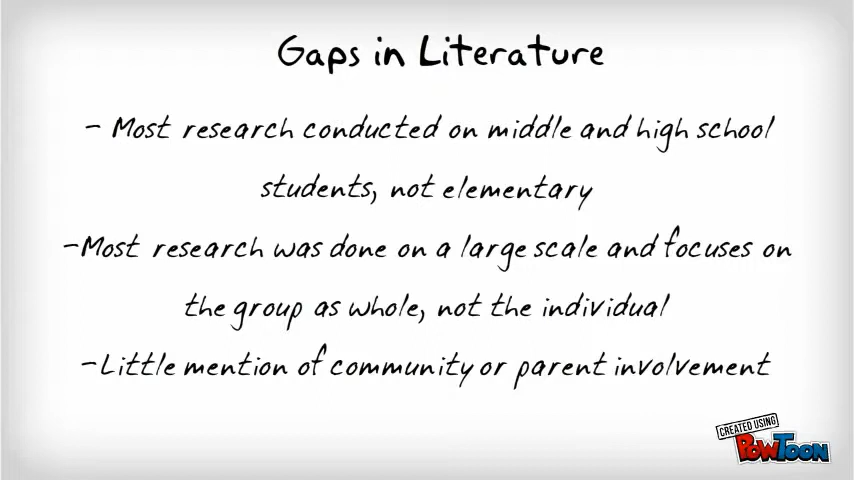 Gaps in Literature
- Most research conducted on middle and high school
students, not elementary
-Most research was done on a large scale and focuses on
the group as whole, not the individual
-Little mention of community or parent involvement
CREATED USING
POWTOON